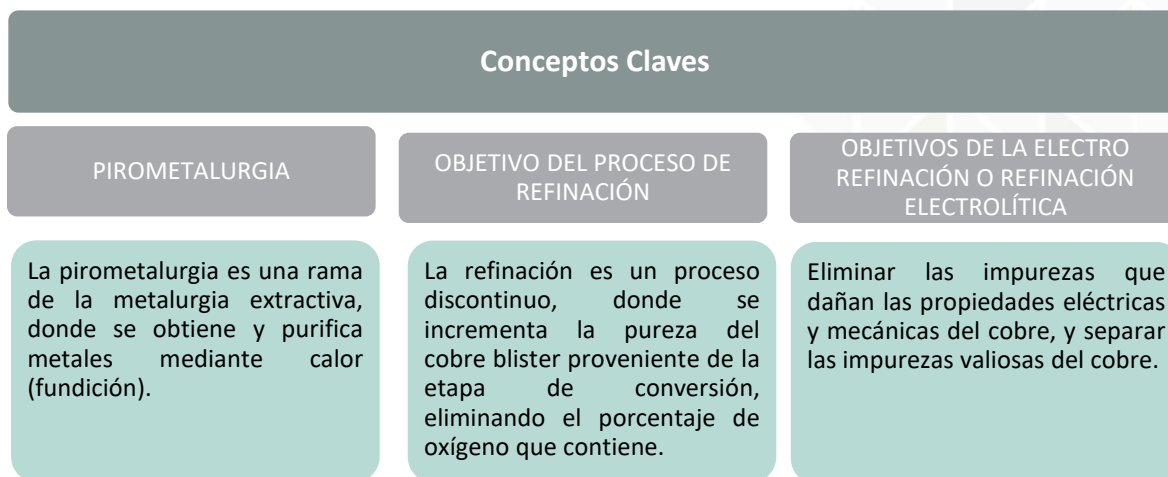 Conceptos Claves
PIROMETALURGIA
La pirometalurgia es una rama
de la metalurgia extractiva,
donde se obtiene y purifica
metales mediante calor
(fundición).
OBJETIVO DEL PROCESO DE
REFINACIÓN
La refinación es un proceso
discontinuo, donde se
incrementa la pureza del
cobre blister proveniente de la
etapa de conversión,
eliminando el porcentaje de
oxígeno que contiene.
OBJETIVOS DE LA ELECTRO
REFINACIÓN O REFINACIÓN
ELECTROLÍTICA
Eliminar las impurezas que
dañan las propiedades eléctricas
y mecánicas del cobre, y separar
las impurezas valiosas del cobre.